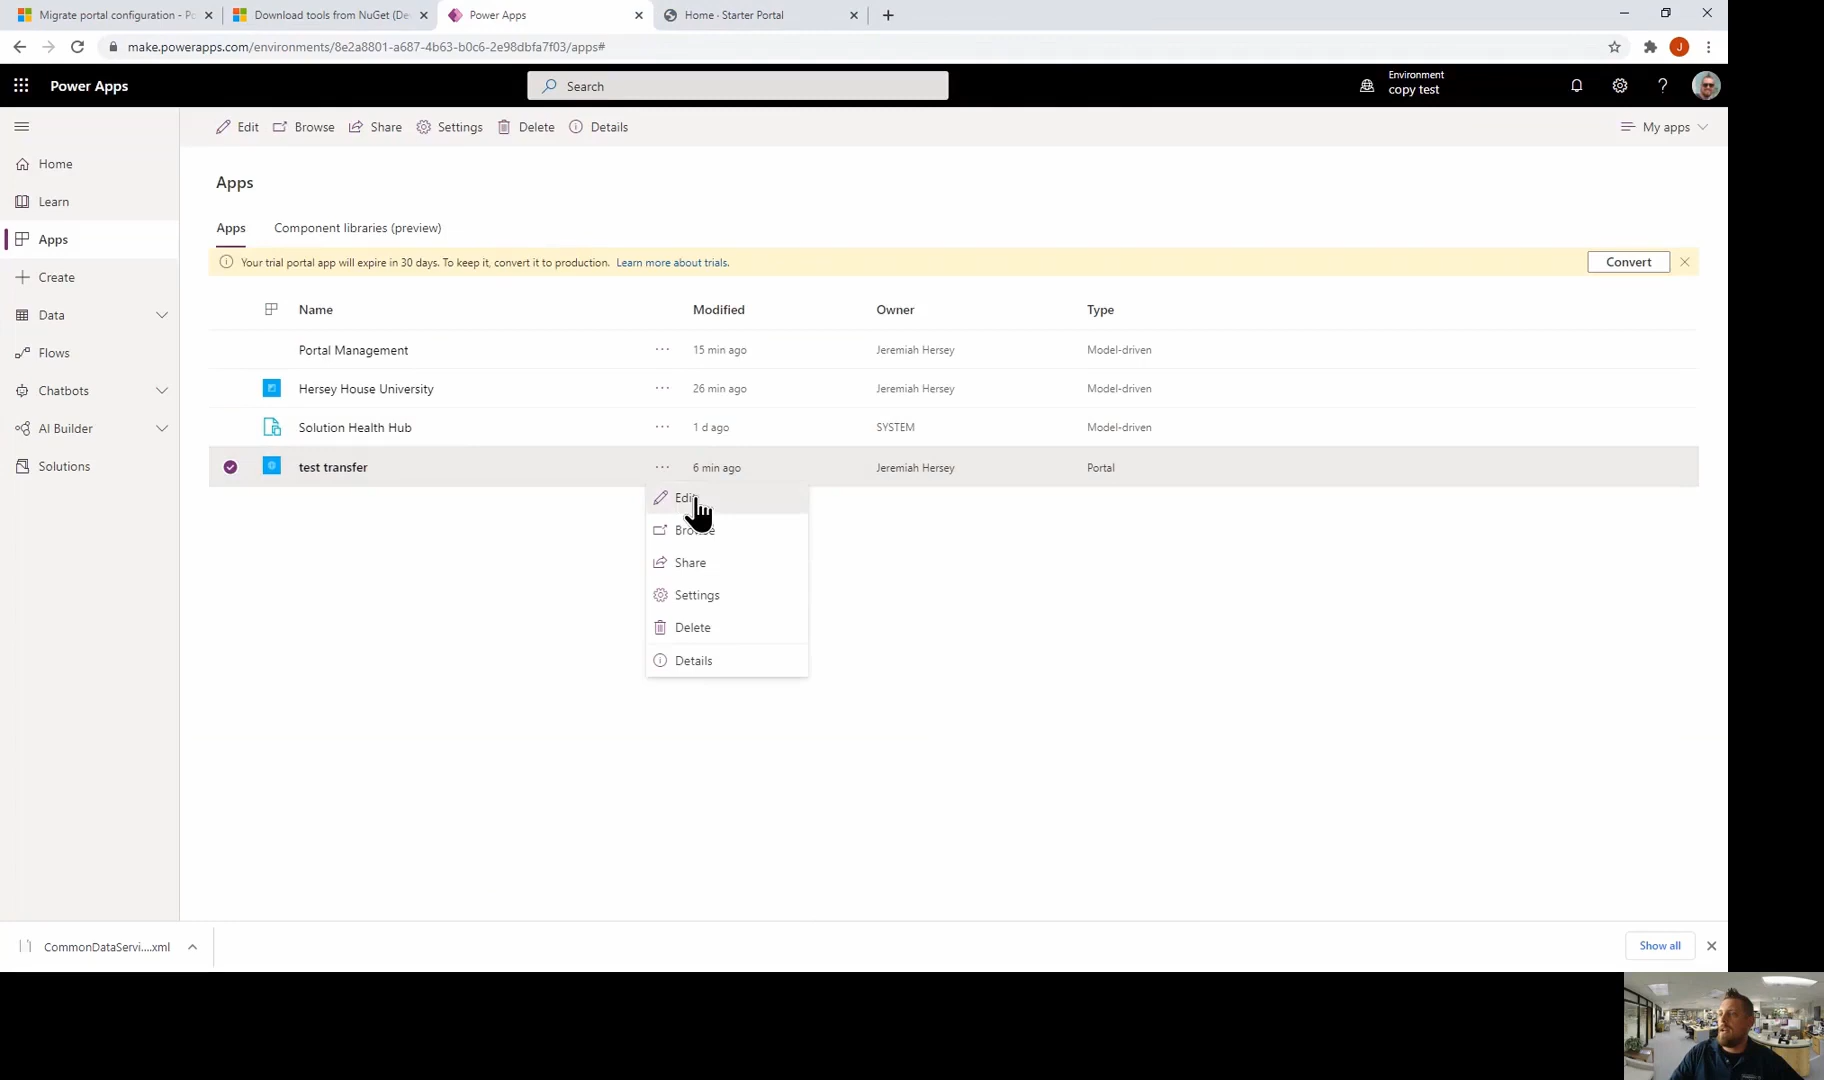 Migrate portal configuration - Po
Download tools from NuGet (De
Power Apps
Home · Starter Portal
make.powerapps.com/environments/8e2a8801-a687-4b63-b0c6-2e98dbfa7f03/apps#
J
Power Apps
Search
Environment
copy test
Edit
Browse
Share
Settings
Delete
Details
My apps
Home
Learn
Apps
Create
Data
Flows
Chatbots
AI Builder
Solutions
Apps
Apps
Component libraries (preview)
Your trial portal app will expire in 30 days. To keep it, convert it to production. Learn more about trials.
Convert
Name Modified Owner Type
Portal Management ··· 15 min ago Jeremiah Hersey Model-driven
Hersey House University ··· 26 min ago Jeremiah Hersey Model-driven
Solution Health Hub ··· 1 d ago SYSTEM Model-driven
test transfer ··· 6 min ago Jeremiah Hersey Portal
Edit
Browse
Share
Settings
Delete
Details
CommonDataServi....xml
Show all